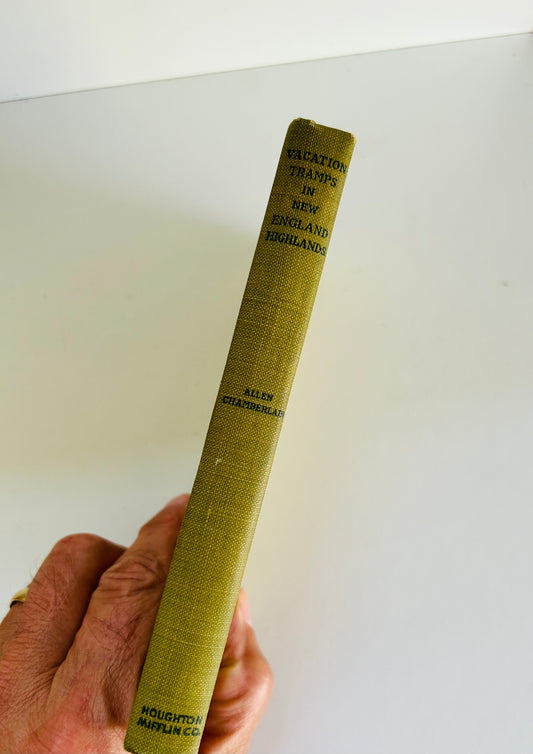 VACATION
TRAMPS
IN
NEW
ENGLAND
HIGHLANDS
ALLEN
CHAMBERLAIN
HOUGHTON
MIFFLIN CO.